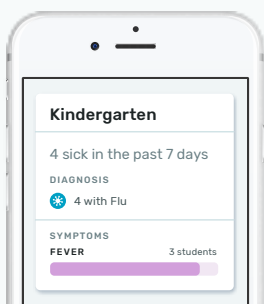 Kindergarten
4 sick in the past 7 days
DIAGNOSIS
4 with Flu
SYMPTOMS
FEVER 3 students